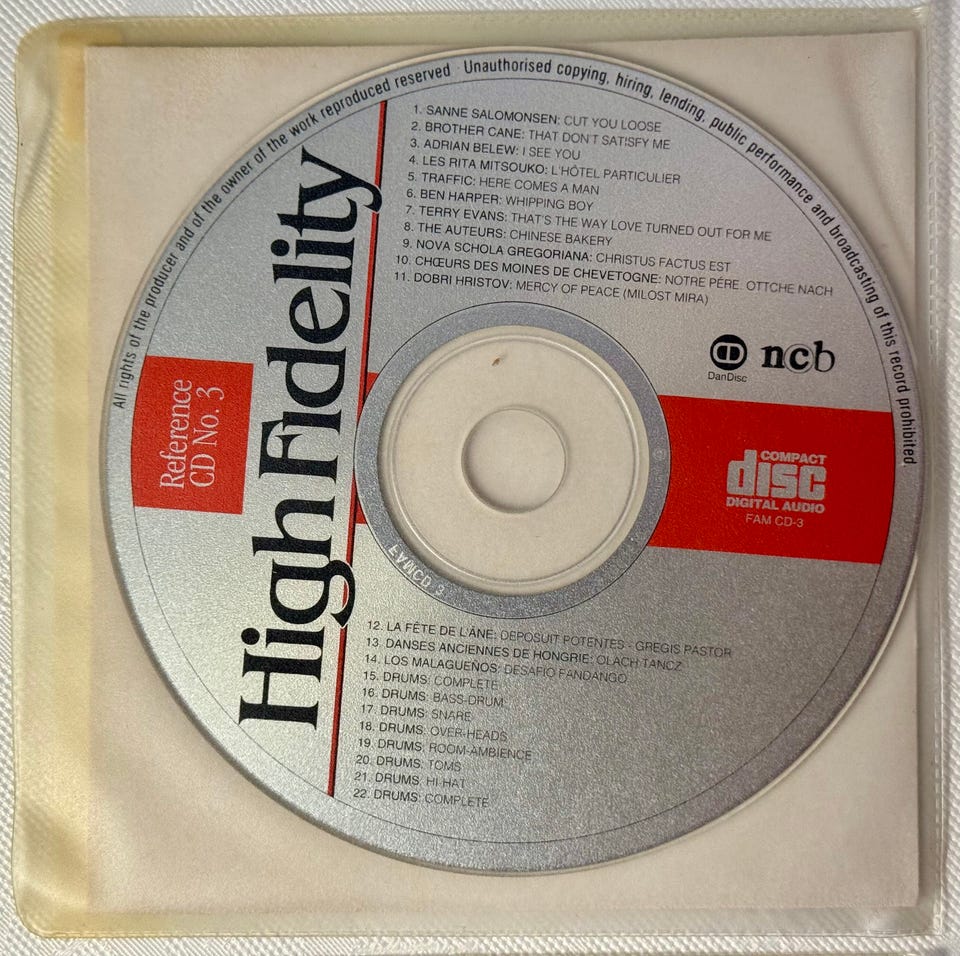 All rights of the producer and of the owner of the work reproduced reserved · Unauthorised copying, hiring, lending, public performance and broadcasting of this record prohibited
1. SANNE SALOMONSEN: CUT YOU LOOSE
2. BROTHER CANE: THAT DON'T SATISFY ME
3. ADRIAN BELEW: I SEE YOU
4. LES RITA MITSOUKO: L'HÔTEL PARTICULIER
5. TRAFFIC: HERE COMES A MAN
6. BEN HARPER: WHIPPING BOY
7. TERRY EVANS: THAT'S THE WAY LOVE TURNED OUT FOR ME
8. THE AUTEURS: CHINESE BAKERY
9. NOVA SCHOLA GREGORIANA: CHRISTUS FACTUS EST
10. CHŒURS DES MOINES DE CHEVETOGNE: NOTRE PÉRE. OTTCHE NACH
11. DOBRI HRISTOV: MERCY OF PEACE (MILOST MIRA)
High Fidelity
Reference
CD No. 3
DanDisc
ncb
COMPACT
disc
DIGITAL AUDIO
FAM CD-3
FAMCD 3
12. LA FÊTE DE L'ÂNE: DEPOSUIT POTENTES - GREGIS PASTOR
13. DANSES ANCIENNES DE HONGRIE: OLACH TANCZ
14. LOS MALAGUEÑOS: DESAFIO FANDANGO
15. DRUMS: COMPLETE
16. DRUMS: BASS-DRUM
17. DRUMS: SNARE
18. DRUMS: OVER-HEADS
19. DRUMS: ROOM-AMBIENCE
20. DRUMS: TOMS
21. DRUMS: HI-HAT
22. DRUMS: COMPLETE